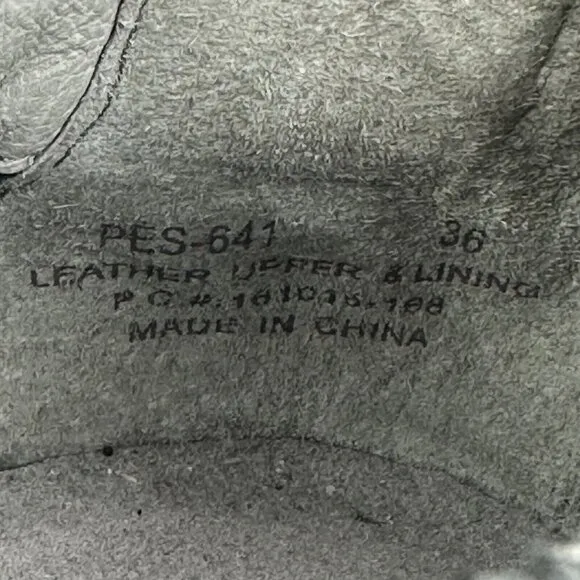 PES-641 36
LEATHER UPPER & LINING
MADE IN CHINA